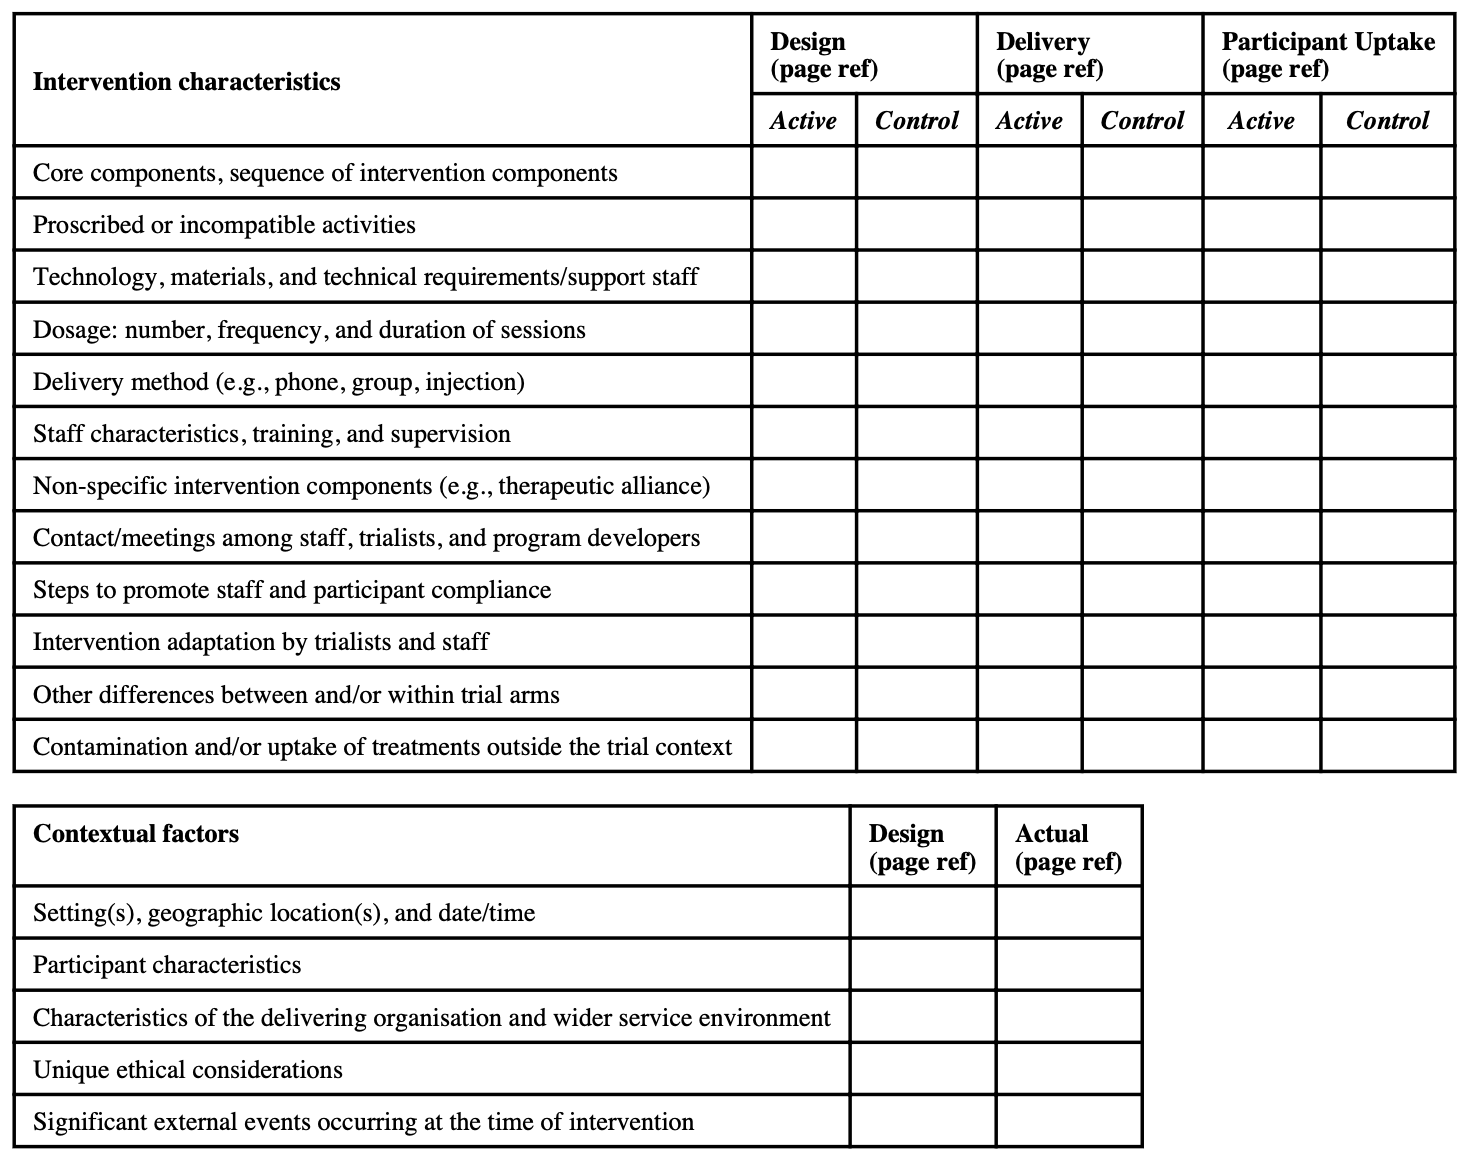 Intervention characteristics
Design
(page ref)
Delivery
(page ref)
Participant Uptake
(page ref)
Active
Control
Active
Control
Active
Control
Core components, sequence of intervention components
Proscribed or incompatible activities
Technology, materials, and technical requirements/support staff
Dosage: number, frequency, and duration of sessions
Delivery method (e.g., phone, group, injection)
Staff characteristics, training, and supervision
Non-specific intervention components (e.g., therapeutic alliance)
Contact/meetings among staff, trialists, and program developers
Steps to promote staff and participant compliance
Intervention adaptation by trialists and staff
Other differences between and/or within trial arms
Contamination and/or uptake of treatments outside the trial context
Contextual factors
Design
(page ref)
Actual
(page ref)
Setting(s), geographic location(s), and date/time
Participant characteristics
Characteristics of the delivering organisation and wider service environment
Unique ethical considerations
Significant external events occurring at the time of intervention